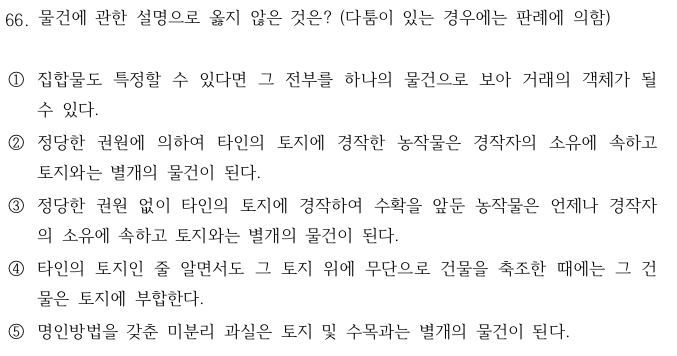 66. 물건에 관한 설명으로 옳지 않은 것은? (다툼이 있는 경우에는 판례에 의함)
① 집합물도 특정할 수 있다면 그 전부를 하나의 물건으로 보아 거래의 객체가 될
수 있다.
② 정당한 권원에 의하여 타인의 토지에 경작한 농작물은 경작자의 소유에 속하고
토지와는 별개의 물건이 된다.
③ 정당한 권원 없이 타인의 토지에 경작하여 수확을 앞둔 농작물은 언제나 경작자
의 소유에 속하고 토지와는 별개의 물건이 된다.
④ 타인의 토지인 줄 알면서도 그 토지 위에 무단으로 건물을 축조한 때에는 그 건
물은 토지에 부합한다.
⑤ 명인방법을 갖춘 미분리 과실은 토지 및 수목과는 별개의 물건이 된다.